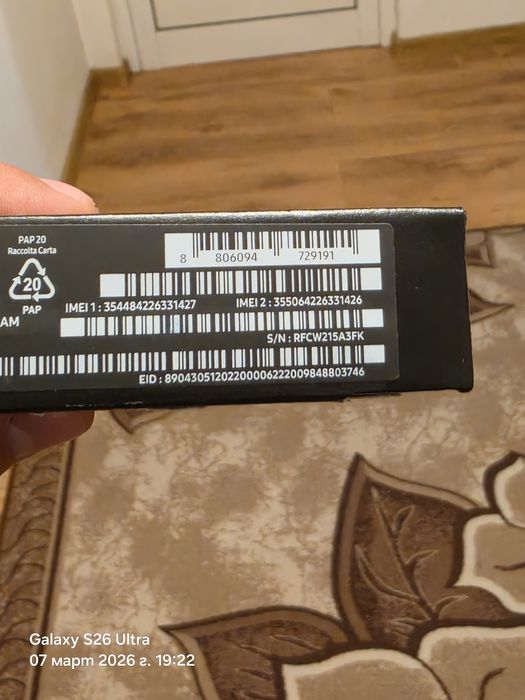 PAP 20
Raccolta Carta
20
PAP
AM
8 806094 729191
IMEI 1 : 354484226331427 IMEI 2 : 355064226331426
S/N : RFCW215A3FK
EID : 89043051202200006222009848803746
Galaxy S26 Ultra
07 март 2026 г. 19:22